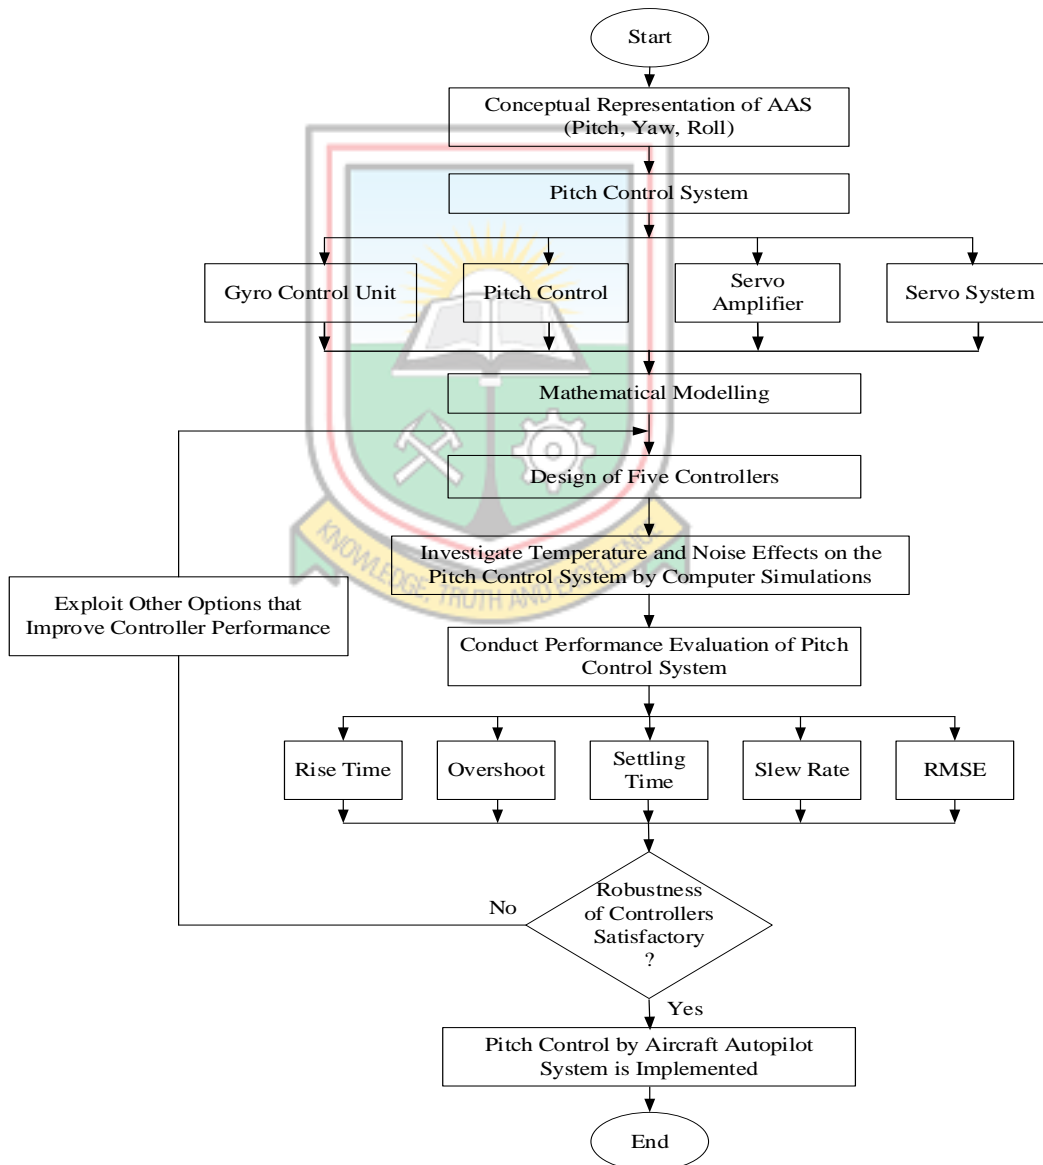 Start
Conceptual Representation of AAS
(Pitch, Yaw, Roll)
Pitch Control System
Gyro Control Unit
Pitch Control
Servo
Amplifier
Servo System
Mathematical Modelling
Design of Five Controllers
KNOWLEDGE, TRUTH AND EXCELLENCE
Investigate Temperature and Noise Effects on the
Pitch Control System by Computer Simulations
Exploit Other Options that
Improve Controller Performance
Conduct Performance Evaluation of Pitch
Control System
Rise Time
Overshoot
Settling
Time
Slew Rate
RMSE
Robustness
of Controllers
Satisfactory
?
No
Yes
Pitch Control by Aircraft Autopilot
System is Implemented
End